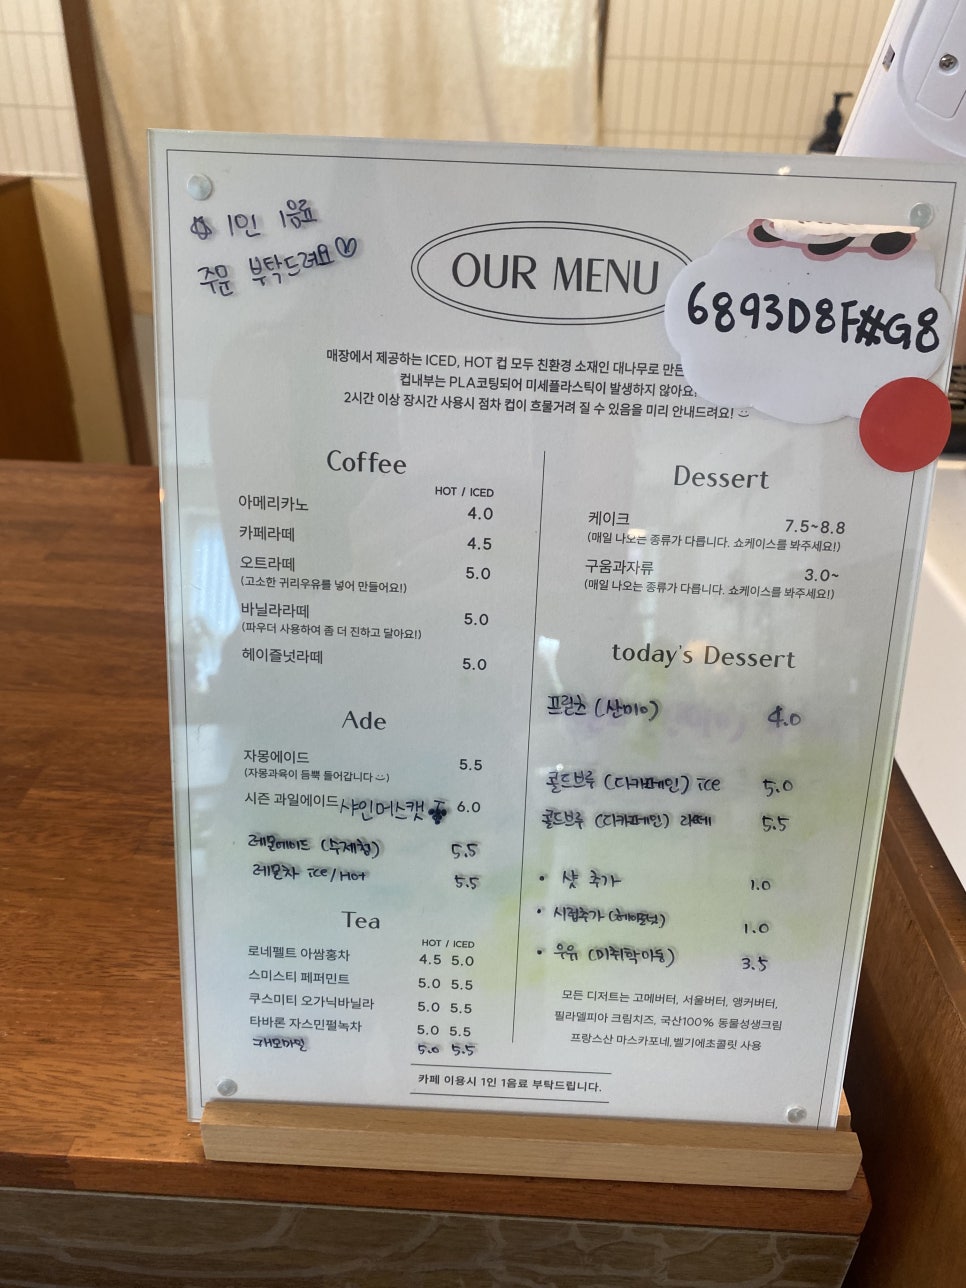 1인 1음료
주문 부탁드려요♡
OUR MENU
6893D8F#G8
매장에서 제공하는 ICED, HOT 컵 모두 친환경 소재인 대나무로 만든
컵내부는 PLA코팅되어 미세플라스틱이 발생하지 않아요!
2시간 이상 장시간 사용시 점차 컵이 흐물거려 질 수 있음을 미리 안내드려요!
Coffee
HOT / ICED
아메리카노 4.0
카페라떼 4.5
오트라떼 5.0
(고소한 귀리우유를 넣어 만들어요!)
바닐라라떼 5.0
(파우더 사용하여 좀 더 진하고 달아요!)
헤이즐넛라떼 5.0
Ade
자몽에이드 5.5
(자몽과육이 듬뿍 들어갑니다)
시즌 과일에이드 샤인머스캣 6.0
레몬에이드 (수제청) 5.5
레몬차 ice/HOT 5.5
Tea
HOT / ICED
로네펠트 아쌈홍차 4.5 5.0
스미스티 페퍼민트 5.0 5.5
쿠스미티 오가닉바닐라 5.0 5.5
타바론 자스민펄녹차 5.0 5.5
캐모마일 5.0 5.5
Dessert
케이크 7.5~8.8
(매일 나오는 종류가 다릅니다. 쇼케이스를 봐주세요!)
구움과자류 3.0~
(매일 나오는 종류가 다릅니다. 쇼케이스를 봐주세요!)
today's Dessert
프릳츠 (산미o) 4.0
콜드브루 (디카페인) ice 5.0
콜드브루 (디카페인) 라떼 5.5
• 샷 추가 1.0
• 시럽추가 (헤이즐넛) 1.0
• 우유 (미취학아동) 3.5
모든 디저트는 고메버터, 서울버터, 앵커버터,
필라델피아 크림치즈, 국산100% 동물성생크림
프랑스산 마스카포네, 벨기에초콜릿 사용
카페 이용시 1인 1음료 부탁드립니다.